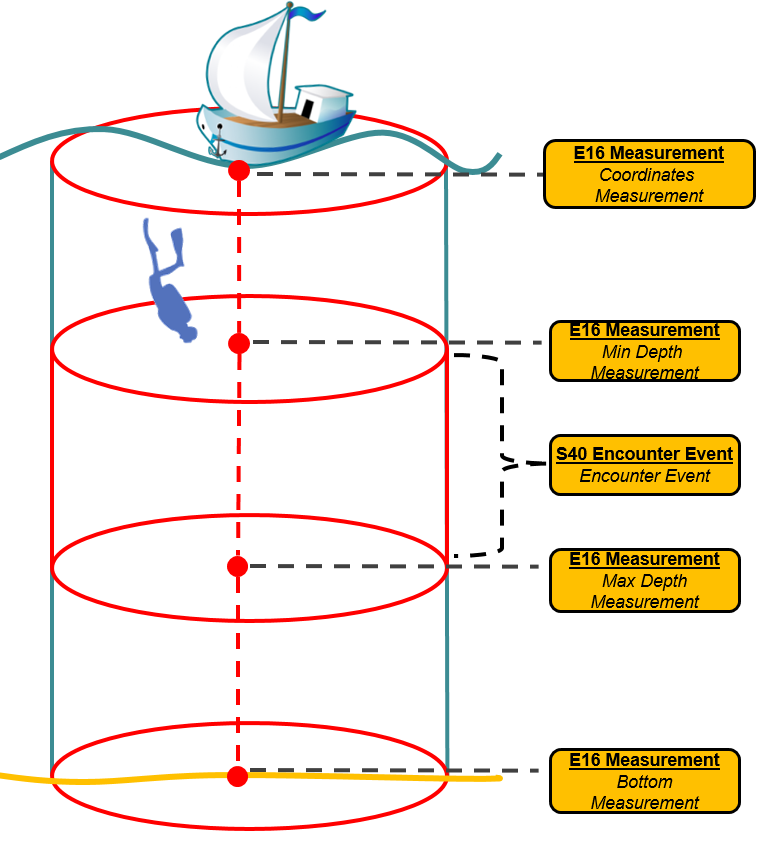 E16 Measurement
Coordinates
Measurement
E16 Measurement
Min Depth
Measurement
S40 Encounter Event
Encounter Event
E16 Measurement
Max Depth
Measurement
E16 Measurement
Bottom
Measurement